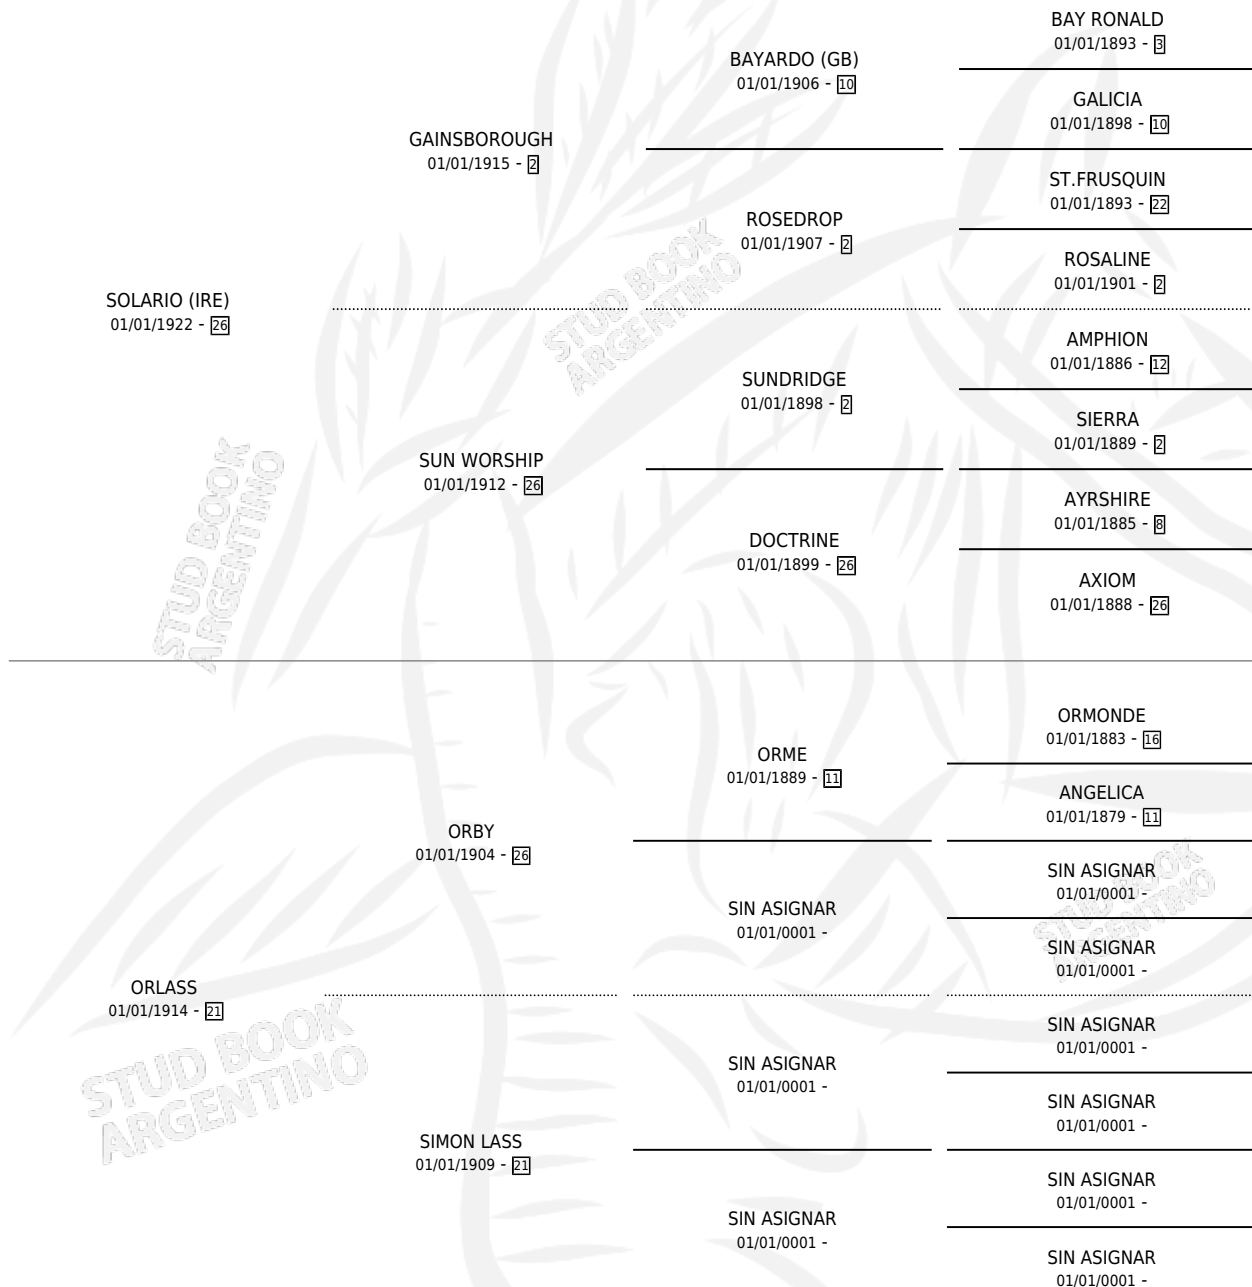 BAY RONALD
01/01/1893 - 3
BAYARDO (GB)
01/01/1906 - 10
GALICIA
01/01/1898 - 10
GAINSBOROUGH
01/01/1915 - 2
ST.FRUSQUIN
01/01/1893 - 22
ROSEDROP
01/01/1907 - 2
ROSALINE
01/01/1901 - 2
SOLARIO (IRE)
01/01/1922 - 26
AMPHION
01/01/1886 - 12
SUNDRIDGE
01/01/1898 - 2
SIERRA
01/01/1889 - 2
SUN WORSHIP
01/01/1912 - 26
AYRSHIRE
01/01/1885 - 8
DOCTRINE
01/01/1899 - 26
AXIOM
01/01/1888 - 26
ORMONDE
01/01/1883 - 16
ORME
01/01/1889 - 11
ANGELICA
01/01/1879 - 11
ORBY
01/01/1904 - 26
SIN ASIGNAR
01/01/0001 -
SIN ASIGNAR
01/01/0001 -
SIN ASIGNAR
01/01/0001 -
ORLASS
01/01/1914 - 21
SIN ASIGNAR
01/01/0001 -
SIN ASIGNAR
01/01/0001 -
SIN ASIGNAR
01/01/0001 -
SIMON LASS
01/01/1909 - 21
SIN ASIGNAR
01/01/0001 -
SIN ASIGNAR
01/01/0001 -
SIN ASIGNAR
01/01/0001 -
STUD BOOK
ARGENTINO
STUD BOOK
ARGENTINO
STUD BOOK
ARGENTINO
STUD BOOK
ARGENTINO